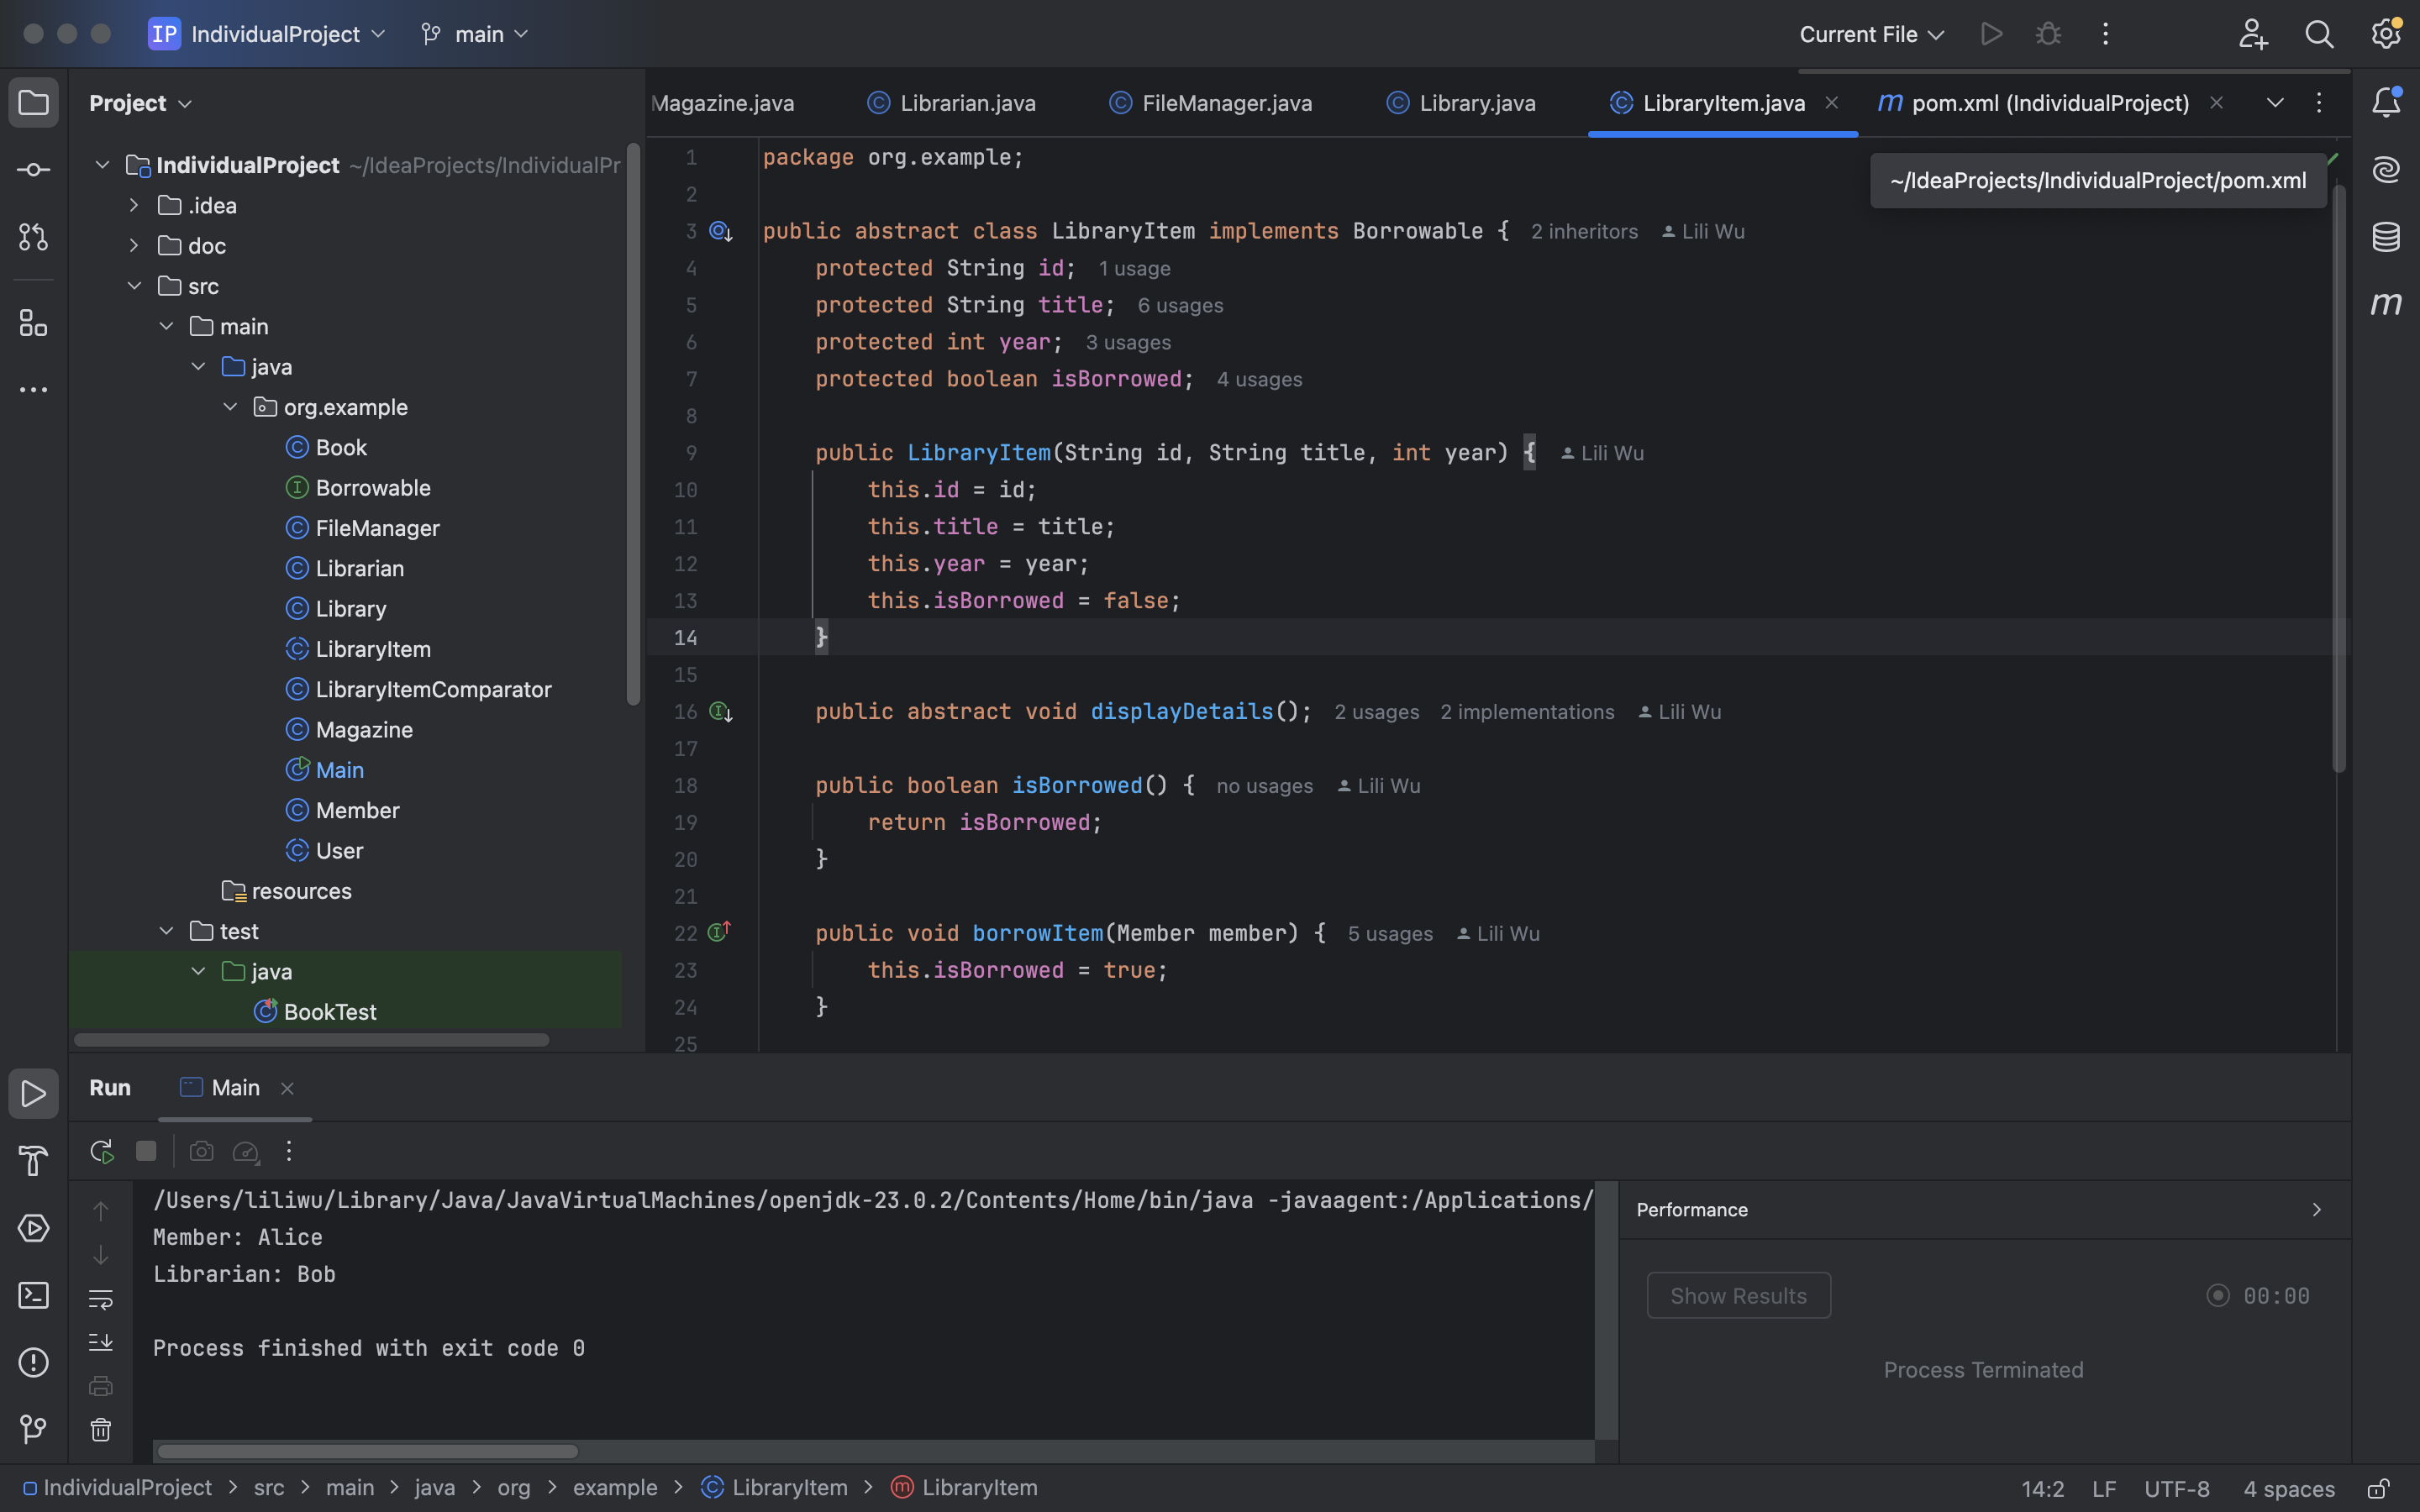 IP IndividualProject main Current File
Project
Magazine.java Librarian.java FileManager.java Library.java LibraryItem.java m pom.xml (IndividualProject)
~/IdeaProjects/IndividualProject/pom.xml
IndividualProject ~/IdeaProjects/IndividualPr
.idea
doc
src
main
java
org.example
Book
Borrowable
FileManager
Librarian
Library
LibraryItem
LibraryItemComparator
Magazine
Main
Member
User
resources
test
java
BookTest
1 package org.example;
2
3 public abstract class LibraryItem implements Borrowable { 2 inheritors Lili Wu
4 protected String id; 1 usage
5 protected String title; 6 usages
6 protected int year; 3 usages
7 protected boolean isBorrowed; 4 usages
8
9 public LibraryItem(String id, String title, int year) { Lili Wu
10 this.id = id;
11 this.title = title;
12 this.year = year;
13 this.isBorrowed = false;
14 }
15
16 public abstract void displayDetails(); 2 usages 2 implementations Lili Wu
17
18 public boolean isBorrowed() { no usages Lili Wu
19 return isBorrowed;
20 }
21
22 public void borrowItem(Member member) { 5 usages Lili Wu
23 this.isBorrowed = true;
24 }
25
m
Run Main
/Users/liliwu/Library/Java/JavaVirtualMachines/openjdk-23.0.2/Contents/Home/bin/java -javaagent:/Applications/
Member: Alice
Librarian: Bob
Process finished with exit code 0
Performance
Show Results 00:00
Process Terminated
IndividualProject > src > main > java > org > example > LibraryItem > m LibraryItem 14:2 LF UTF-8 4 spaces